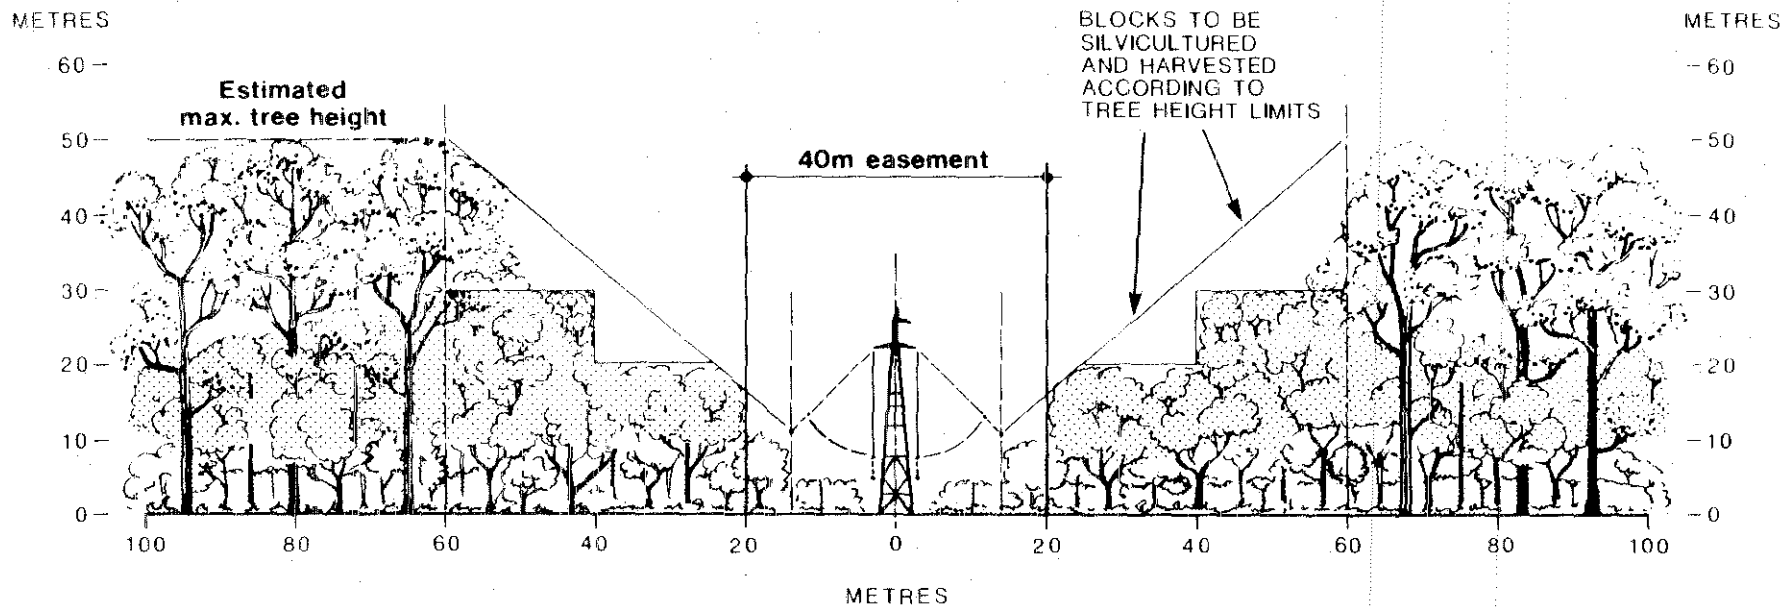 METRES
METRES
BLOCKS TO BE
SILVICULTURED
AND HARVESTED
ACCORDING TO
TREE HEIGHT LIMITS
Estimated
max. tree height
40m easement
60
50
40
30
20
10
0
60
50
40
30
20
10
0
100 80 60 40 20 0 20 40 60 80 100
METRES